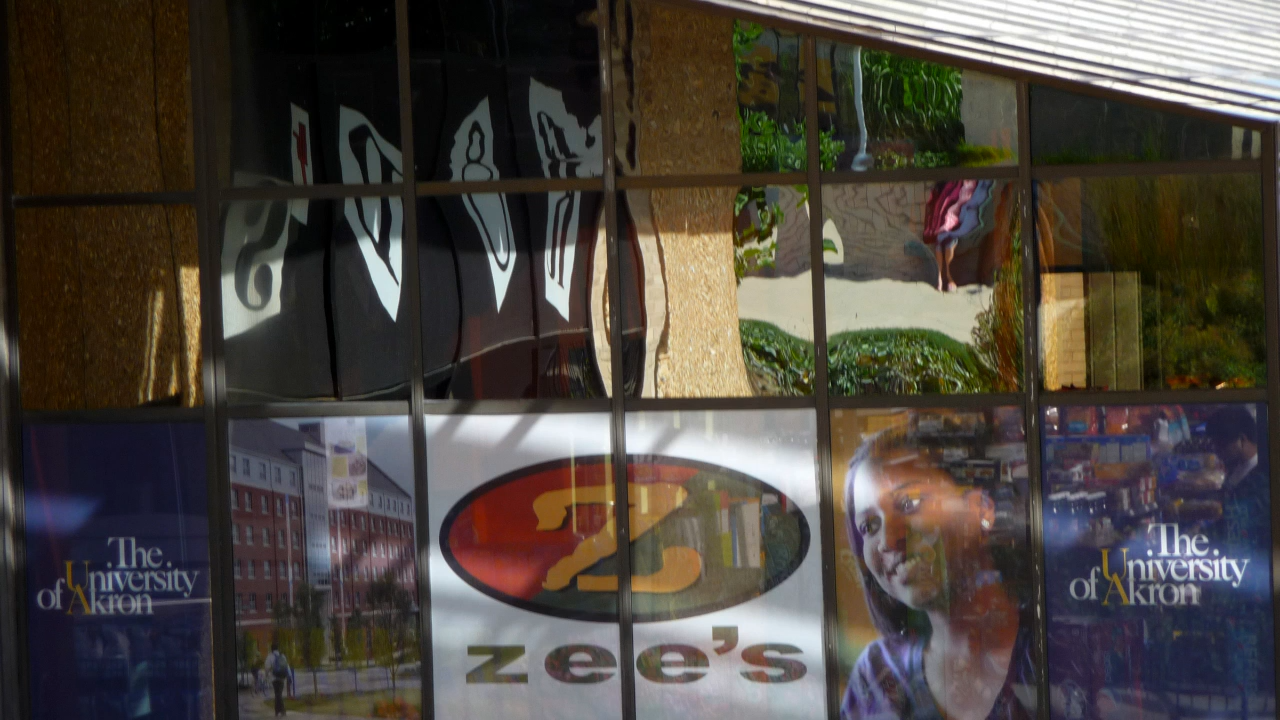 The
University
of Akron
Z
zee's
The
University
of Akron